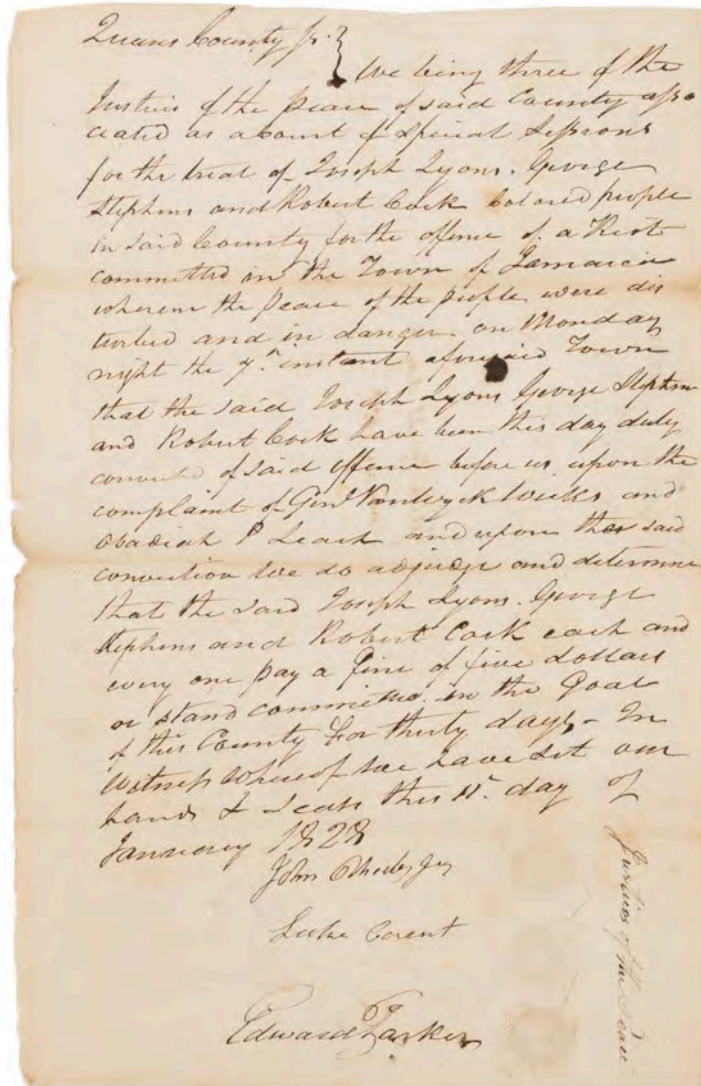 Queens County ss. }
We being three of the
Justices of the peace of said County asso
ciated as a Court of Special Sessions
for the trial of Joseph Lyons. George
Stephens and Robert Cock Colored people
in said County for the offence of a Riot
committed in the Town of Jamaica
wherein the peace of the people were dis
turbed and in danger on Monday
night the 7th instant aforesaid Town
that the said Joseph Lyons George Stephens
and Robert Cock have been this day duly
convicted of said offence before us upon the
complaint of Vanwyck Wicks and
Obadiah P Leach and upon the said
conviction We do adjudge and determine
that the said Joseph Lyons. George
Stephens and Robert Cock each and
every one pay a fine of five dollars
or stand committed in the Goal
of this County for thirty days, - In
Witness Whereof we have set our
hands & Seals this 11th day of
January 1828
John
Luke
Edward Parker
Justices of the Peace